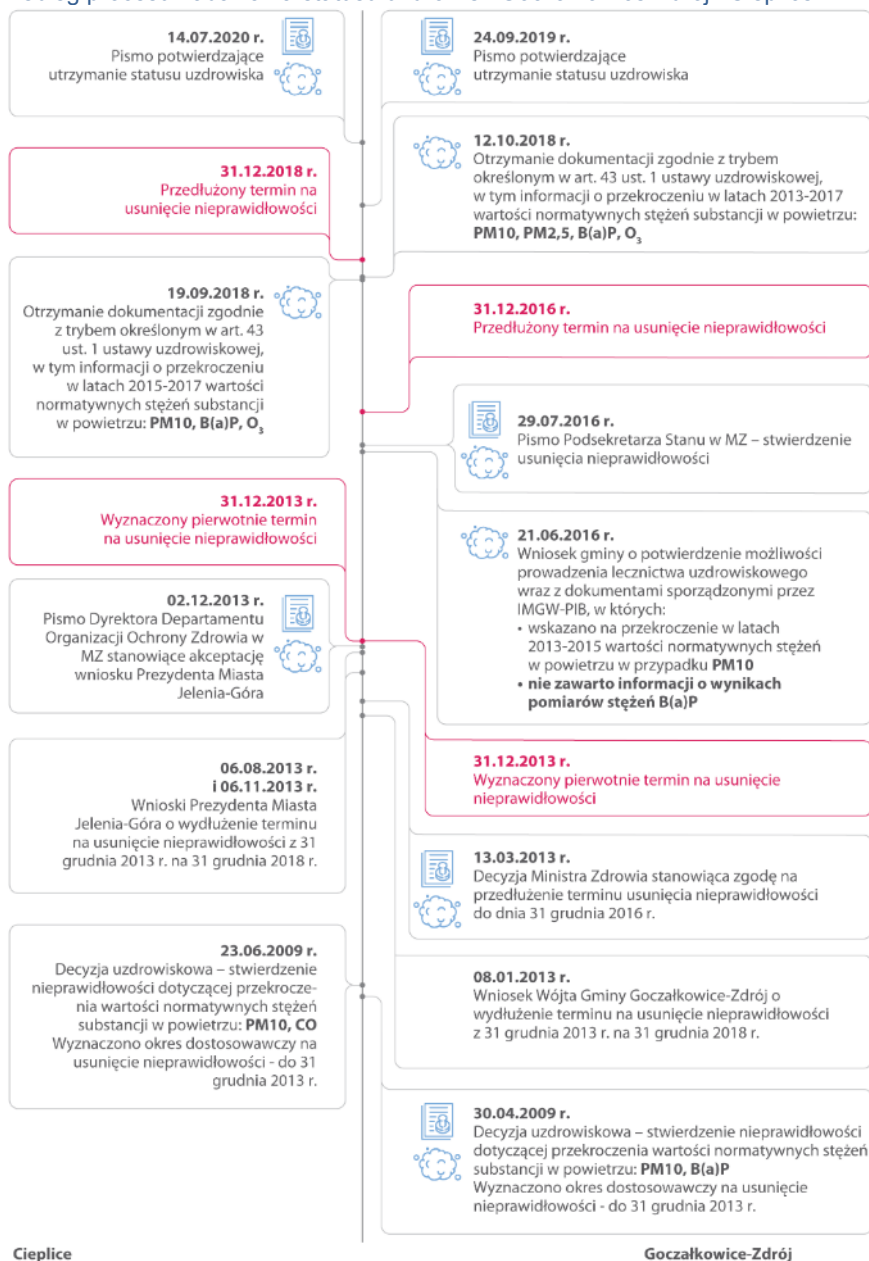 14.07.2020 r.
Pismo potwierdzające
utrzymanie statusu uzdrowiska
31.12.2018 r.
Przedłużony termin na
usunięcie nieprawidłowości
19.09.2018 r.
Otrzymanie dokumentacji zgodnie
z trybem określonym w art. 43
ust. 1 ustawy uzdrowiskowej,
w tym informacji o przekroczeniu
w latach 2015-2017 wartości
normatywnych stężeń substancji
w powietrzu: PM10, B(a)P, O₃
31.12.2013 r.
Wyznaczony pierwotnie termin
na usunięcie nieprawidłowości
02.12.2013 r.
Pismo Dyrektora Departamentu
Organizacji Ochrony Zdrowia w
MZ stanowiące akceptację
wniosku Prezydenta Miasta
Jelenia-Góra
06.08.2013 r.
i 06.11.2013 r.
Wnioski Prezydenta Miasta
Jelenia-Góra o wydłużenie terminu
na usunięcie nieprawidłowości z 31
grudnia 2013 r. na 31 grudnia 2018 r.
23.06.2009 r.
Decyzja uzdrowiskowa – stwierdzenie
nieprawidłowości dotyczącej przekrocze-
nia wartości normatywnych stężeń
substancji w powietrzu: PM10, CO
Wyznaczono okres dostosowawczy na
usunięcie nieprawidłowości - do 31
grudnia 2013 r.
Cieplice
24.09.2019 r.
Pismo potwierdzające
utrzymanie statusu uzdrowiska
12.10.2018 r.
Otrzymanie dokumentacji zgodnie z trybem
określonym w art. 43 ust. 1 ustawy uzdrowiskowej,
w tym informacji o przekroczeniu w latach 2013-2017
wartości normatywnych stężeń substancji w powietrzu:
PM10, PM2,5, B(a)P, O₃
31.12.2016 r.
Przedłużony termin na usunięcie nieprawidłowości
29.07.2016 r.
Pismo Podsekretarza Stanu w MZ – stwierdzenie
usunięcia nieprawidłowości
21.06.2016 r.
Wniosek gminy o potwierdzenie możliwości
prowadzenia lecznictwa uzdrowiskowego
wraz z dokumentami sporządzonymi przez
IMGW-PIB, w których:
• wskazano na przekroczenie w latach
2013-2015 wartości normatywnych stężeń
w powietrzu w przypadku PM10
• nie zawarto informacji o wynikach
pomiarów stężeń B(a)P
31.12.2013 r.
Wyznaczony pierwotnie termin na usunięcie
nieprawidłowości
13.03.2013 r.
Decyzja Ministra Zdrowia stanowiąca zgodę na
przedłużenie terminu usunięcia nieprawidłowości
do dnia 31 grudnia 2016 r.
08.01.2013 r.
Wniosek Wójta Gminy Goczałkowice-Zdrój o
wydłużenie terminu na usunięcie nieprawidłowości
z 31 grudnia 2013 r. na 31 grudnia 2018 r.
30.04.2009 r.
Decyzja uzdrowiskowa – stwierdzenie nieprawidłowości
dotyczącej przekroczenia wartości normatywnych stężeń
substancji w powietrzu: PM10, B(a)P
Wyznaczono okres dostosowawczy na usunięcie
nieprawidłowości - do 31 grudnia 2013 r.
Goczałkowice-Zdrój